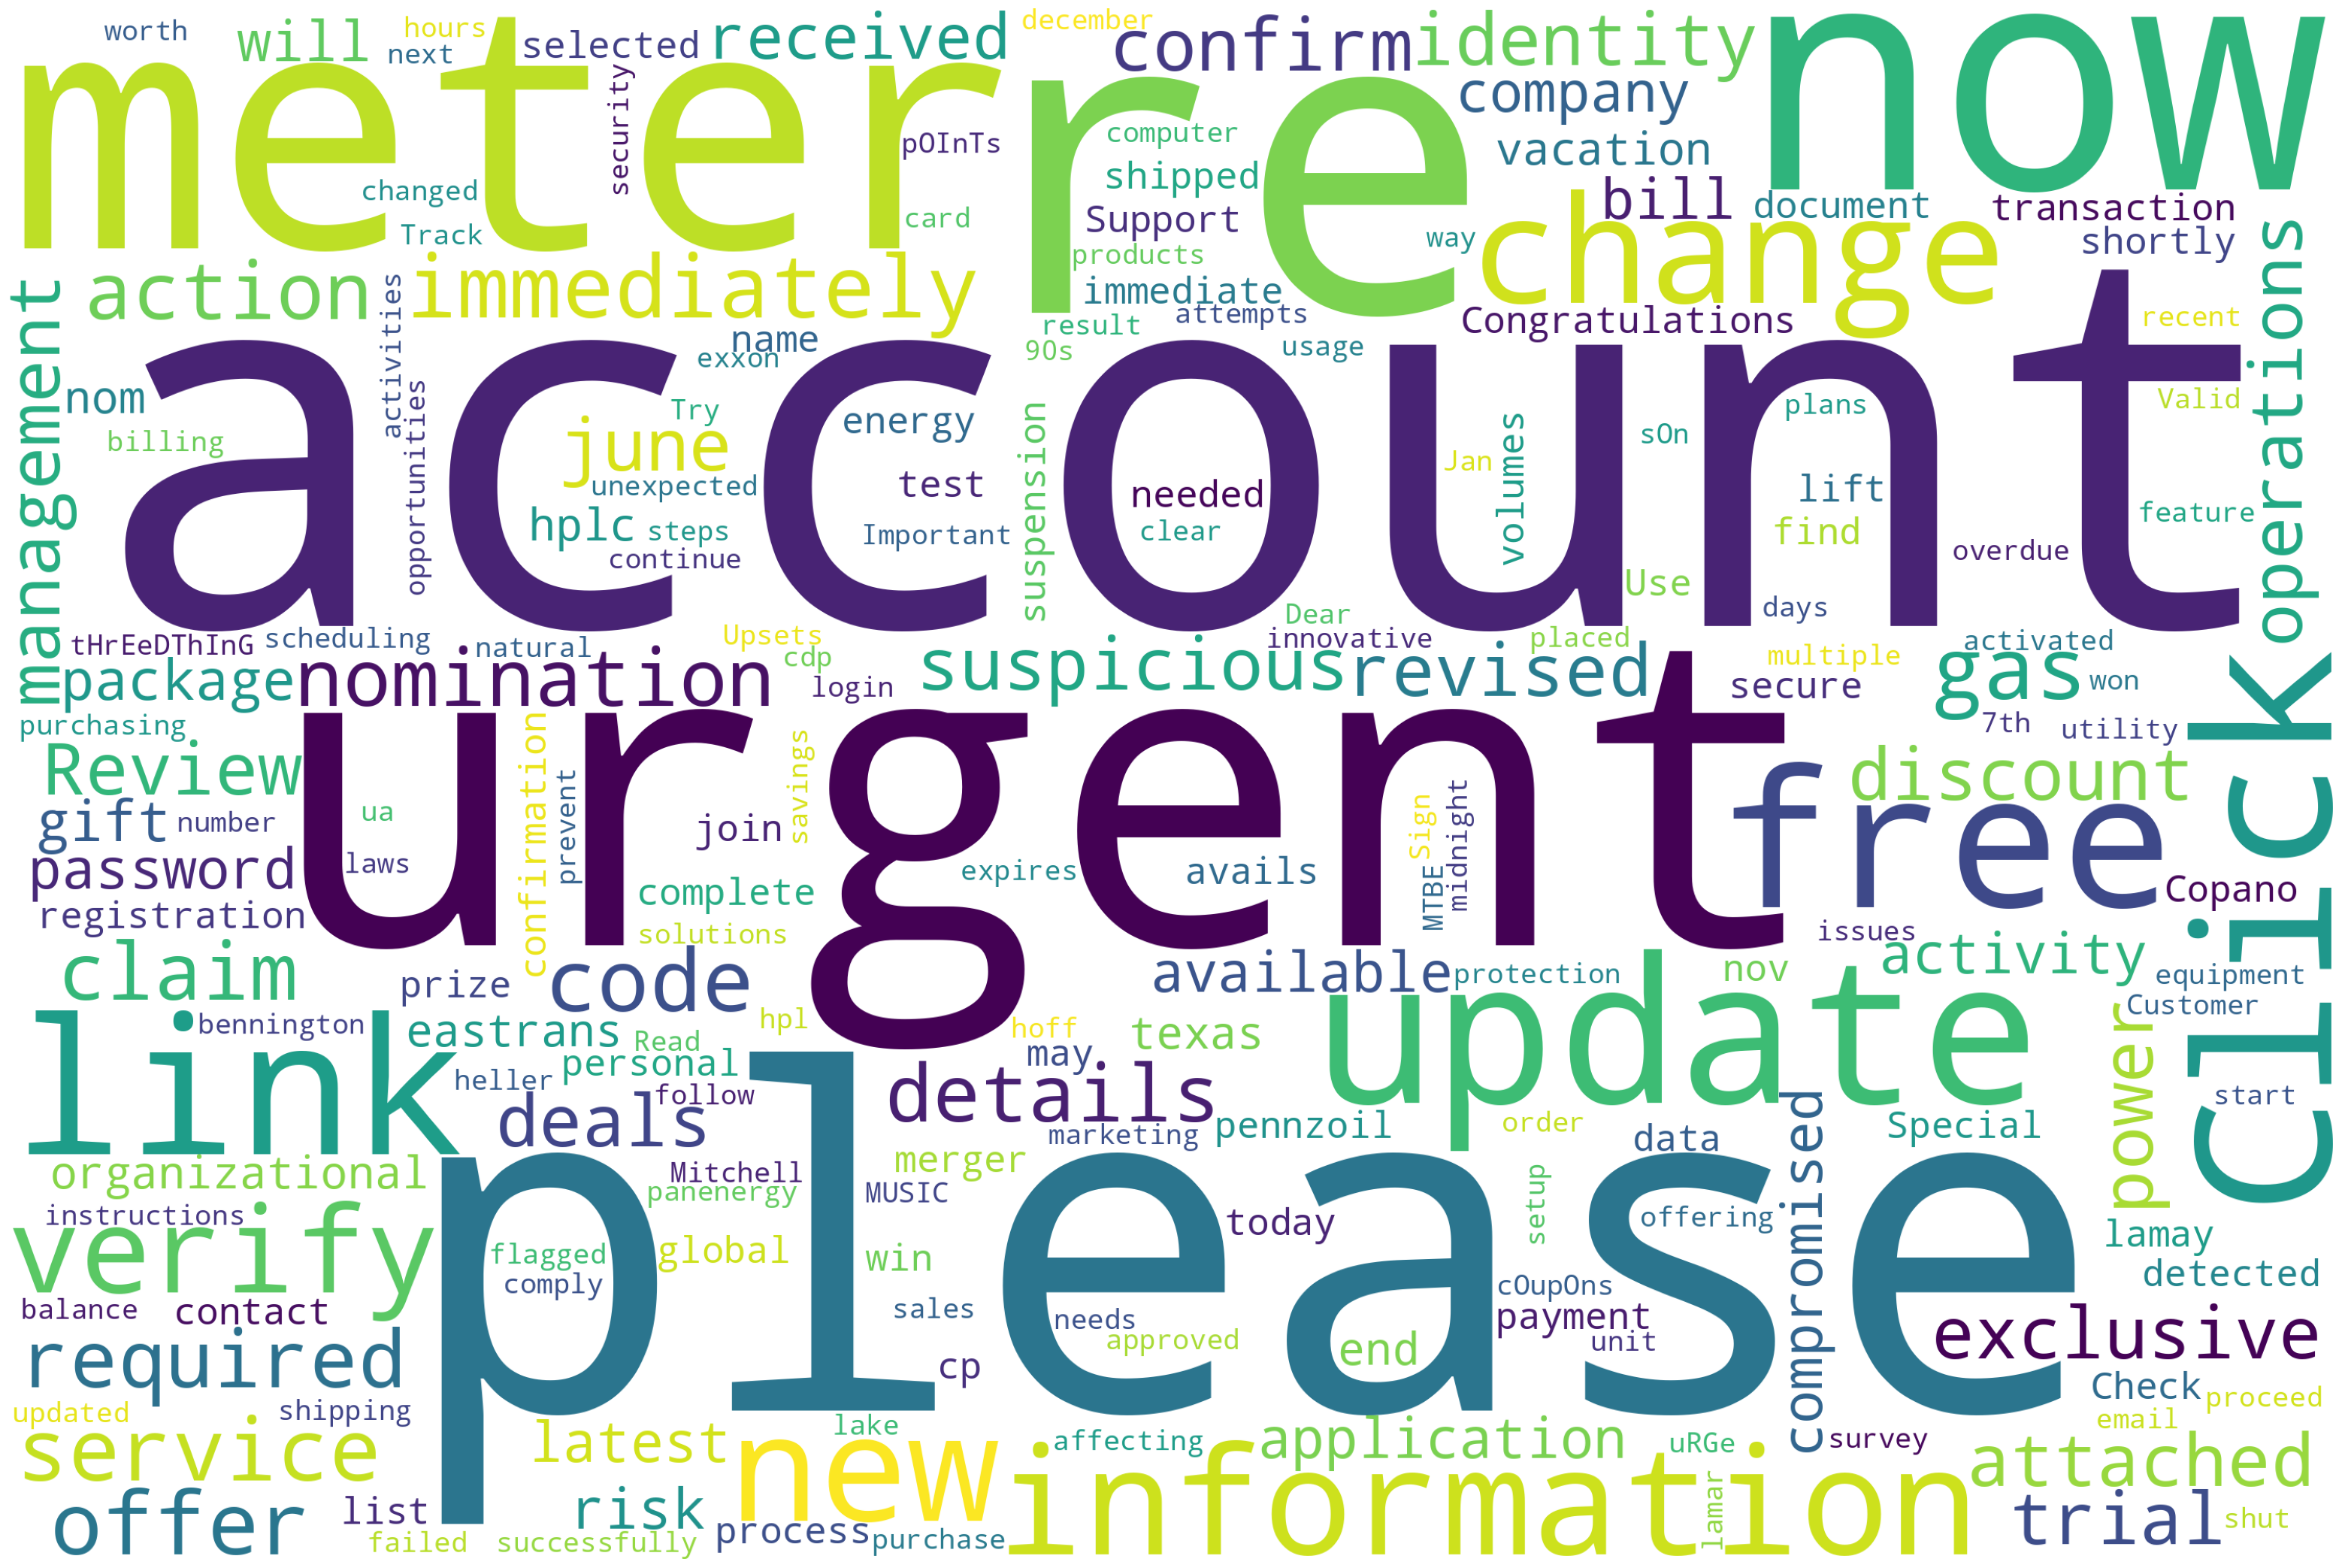 worth
will
hours
next
selected
received
december
confirm
identity
now
meter
re
security
company
changed
Track
pOInTs
card
computer
shipped
Support
products
vacation
way
bill
document
transaction
shortly
change
action
immediately
immediate
management
activities
result
attempts
Congratulations
operations
recent
account
nom
name
exxon
9Os
usage
billing
opportunities
june
Try
energy
plans
Valid
unexpected
test
suspension
needed
Jan
volumes
sOn
lift
hplc
steps
continue
Important
clear
find
feature
overdue
Use
days
Dear
tHrEeDThInG
scheduling
natural
Upsets
cdp
login
innovative
placed
multiple
activated
package
nomination
suspicious
revised
secure
gas
won
purchasing
7th
utility
Click
urgent
Review
confirmation
prevent
savings
discount
free
gift
number
ua
join
Sign
midnight
MTBE
password
laws
expires
avails
complete
Copano
registration
solutions
issues
claim
prize
code
available
protection
nov
activity
equipment
Customer
link
bennington
eastrans
Read
hpl
hoff
may
texas
update
power
personal
heller
follow
details
deals
please
marketing
pennzoil
order
data
compromised
Special
start
organizational
Mitchell
merger
panenergy
MUSIC
instructions
verify
today
setup
offering
lamay
flagged
global
win
comply
detected
balance
contact
sales
needs
cOupOns
payment
approved
unit
exclusive
required
end
cp
Check
proceed
updated
shipping
email
service
latest
lake
new
affecting
application
uRGe
survey
information
attached
offer
list
risk
process
purchase
lamar
trial
shut
failed
successfully